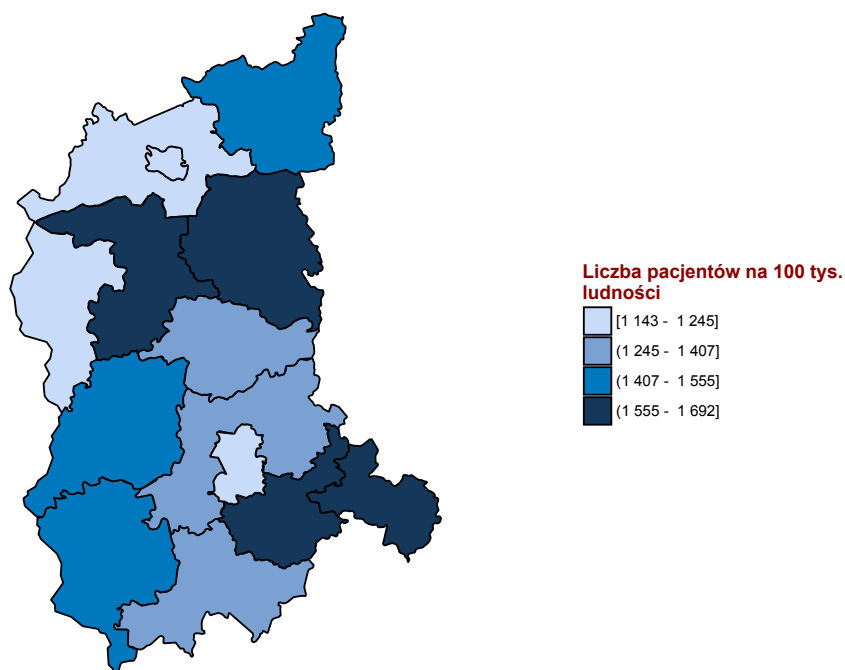 Liczba pacjentów na 100 tys.
ludności
[1 143 - 1 245]
(1 245 - 1 407]
(1 407 - 1 555]
(1 555 - 1 692]